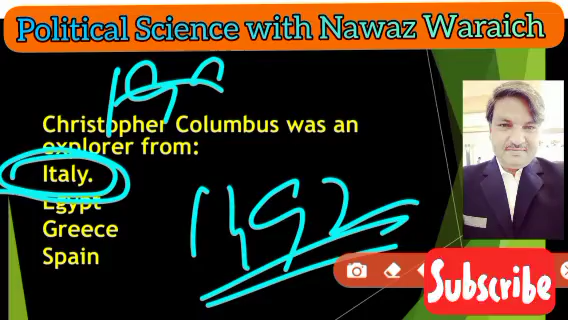 Political Science with Nawaz Waraich
Christopher Columbus was an
explorer from:
Italy.
Egypt
Greece
Spain
1492
Subscribe